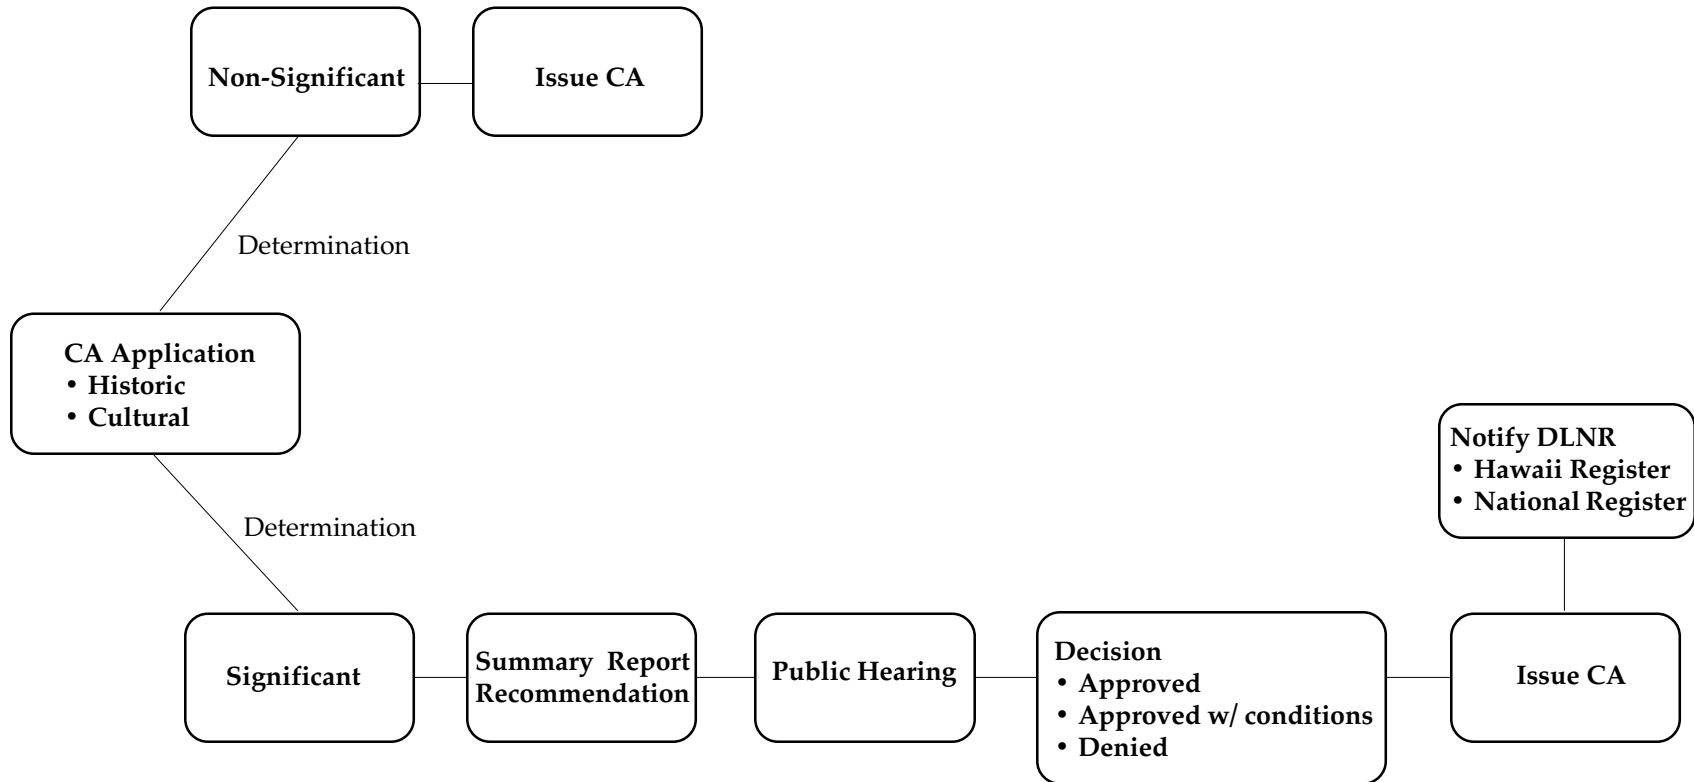 Non-Significant
Issue CA
Determination
CA Application
• Historic
• Cultural
Determination
Notify DLNR
• Hawaii Register
• National Register
Significant
Summary Report
Recommendation
Public Hearing
Decision
• Approved
• Approved w/ conditions
• Denied
Issue CA